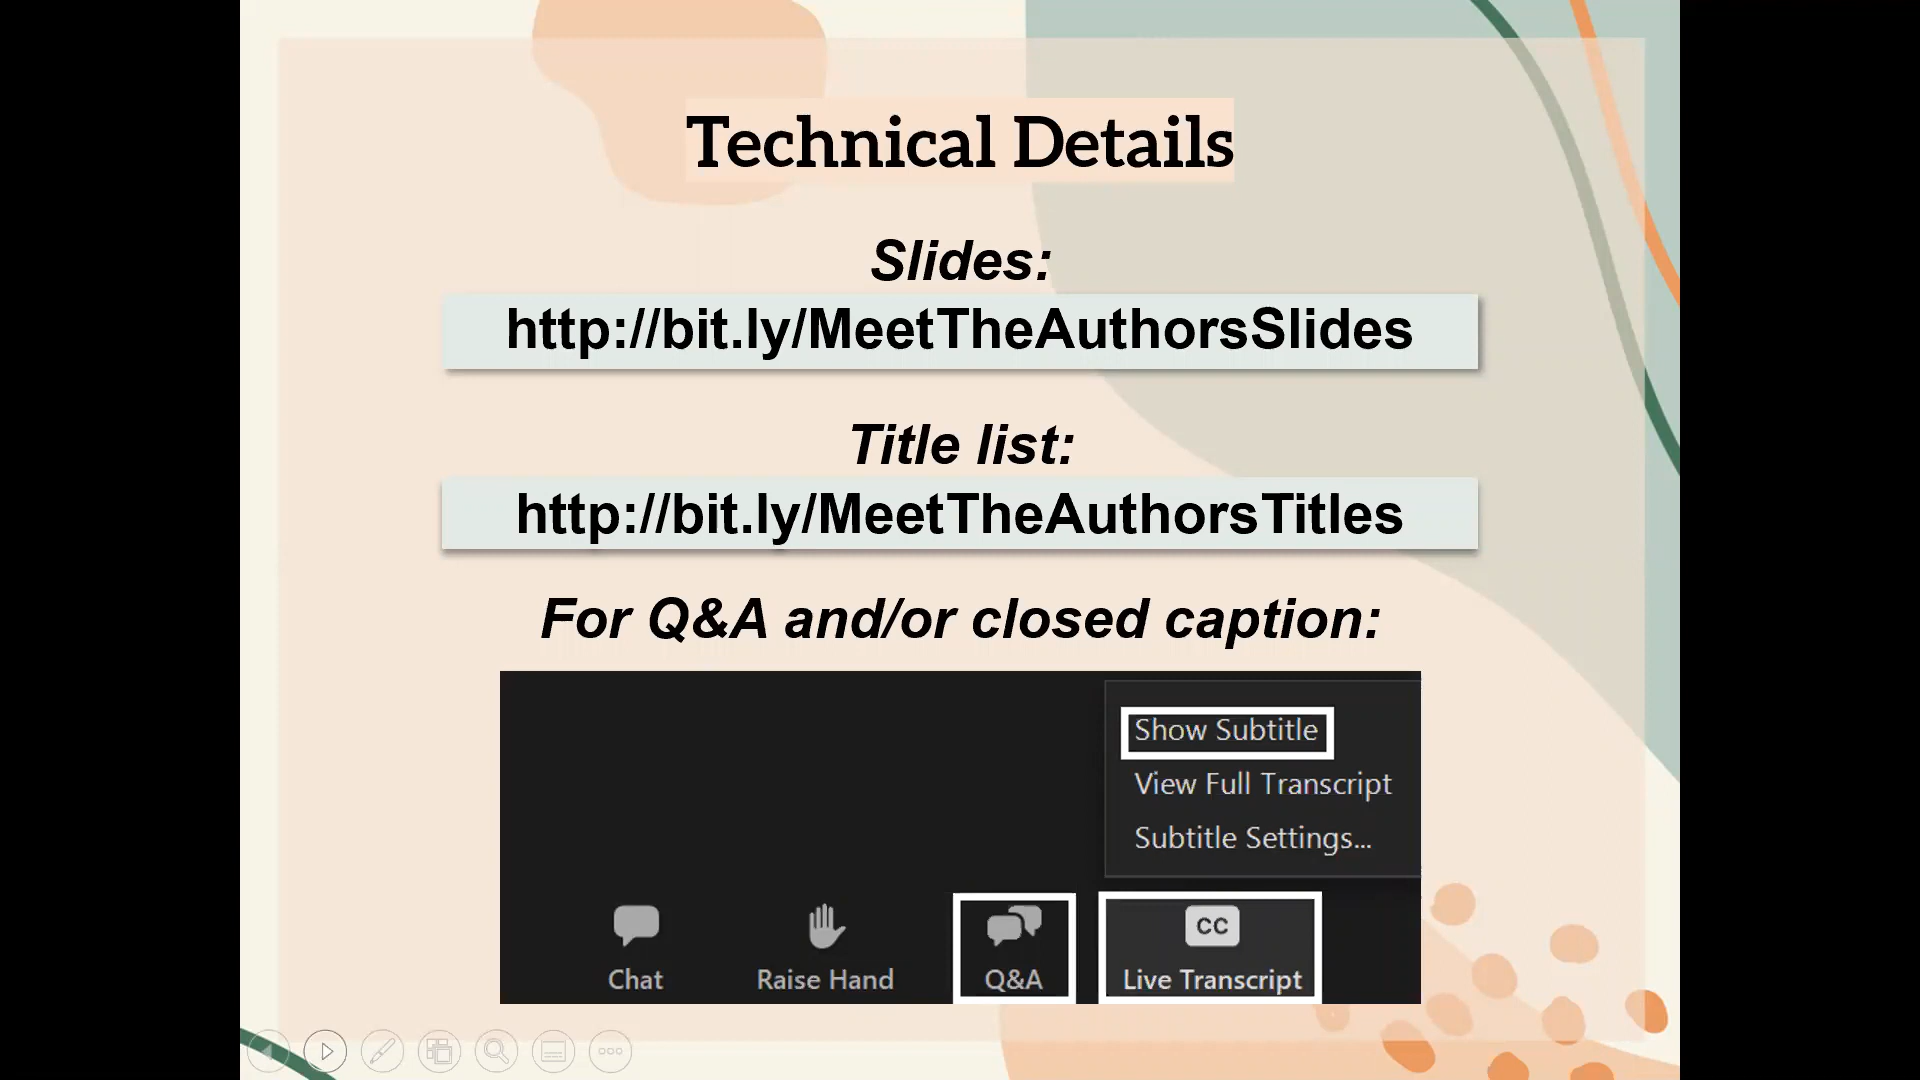 Technical Details
Slides:
http://bit.ly/MeetTheAuthorsSlides
Title list:
http://bit.ly/MeetTheAuthorsTitles
For Q&A and/or closed caption:
Show Subtitle
View Full Transcript
Subtitle Settings...
CC
Chat Raise Hand Q&A Live Transcript